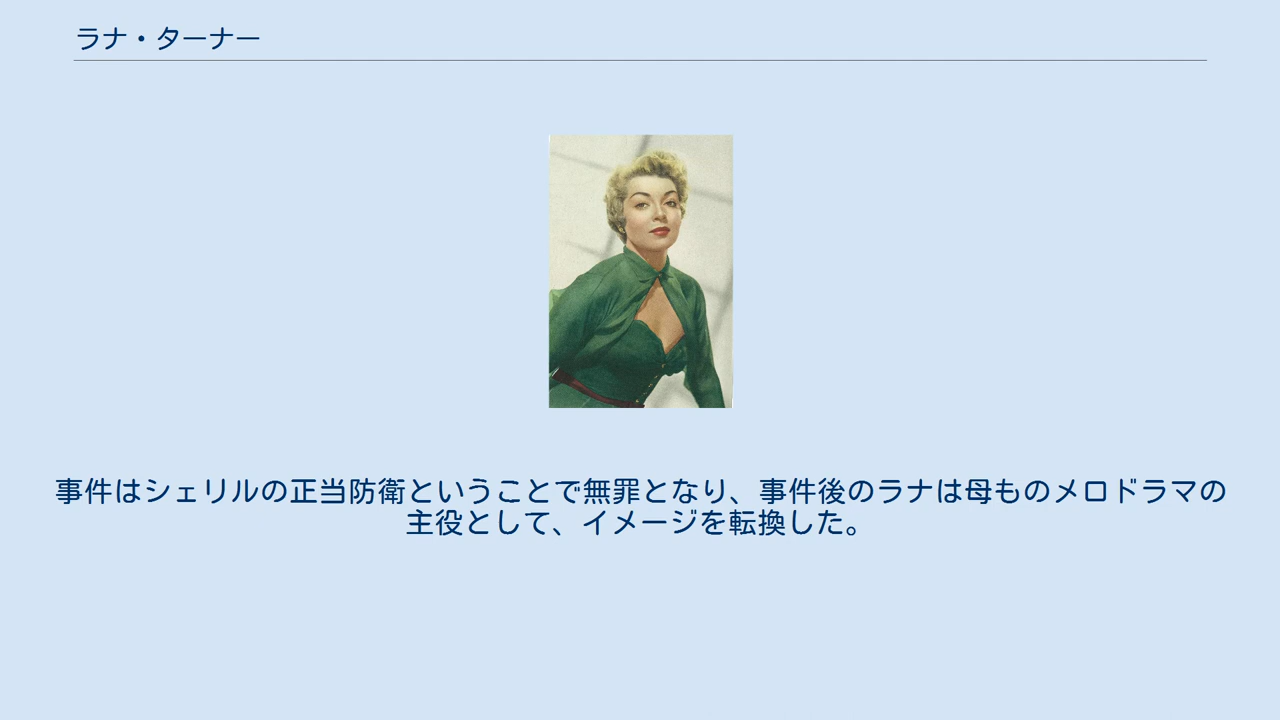 ラナ・ターナー
事件はシェリルの正当防衛ということで無罪となり、事件後のラナは母もののメロドラマの
主役として、イメージを転換した。